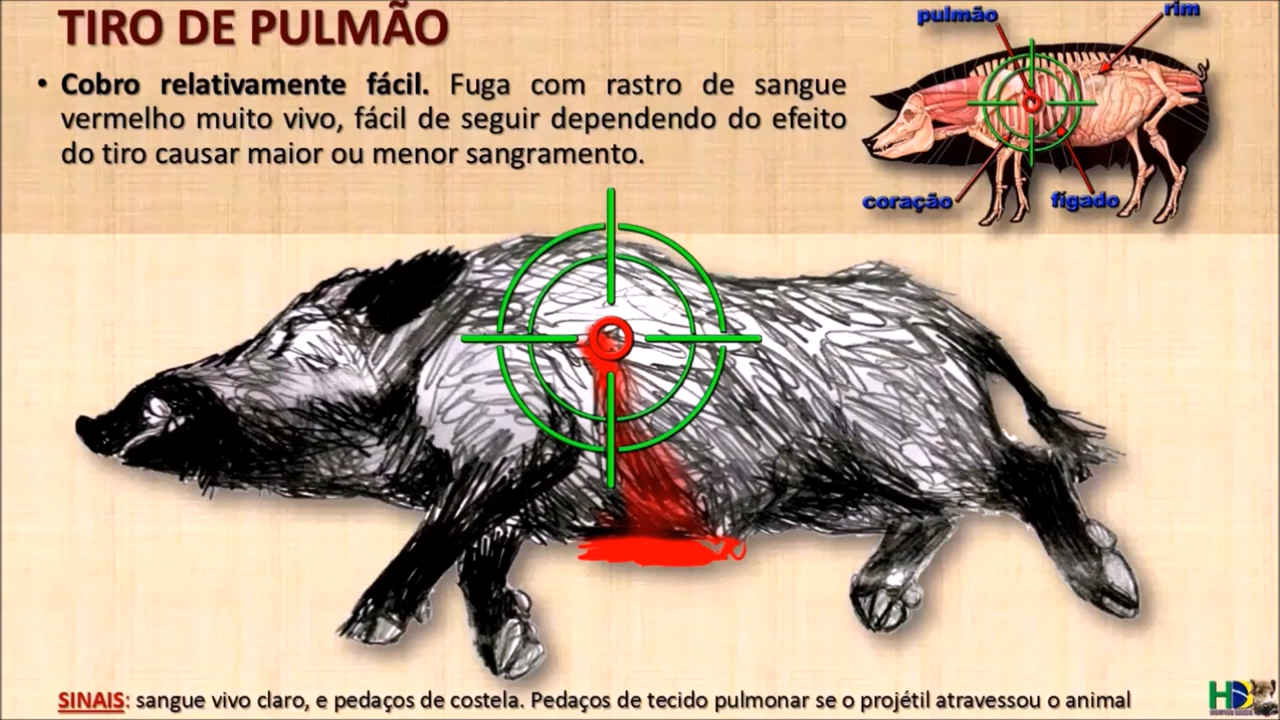 TIRO DE PULMÃO
• Cobro relativamente fácil. Fuga com rastro de sangue
vermelho muito vivo, fácil de seguir dependendo do efeito
do tiro causar maior ou menor sangramento.
pulmão
rim
coração
fígado
SINAIS: sangue vivo claro, e pedaços de costela. Pedaços de tecido pulmonar se o projétil atravessou o animal